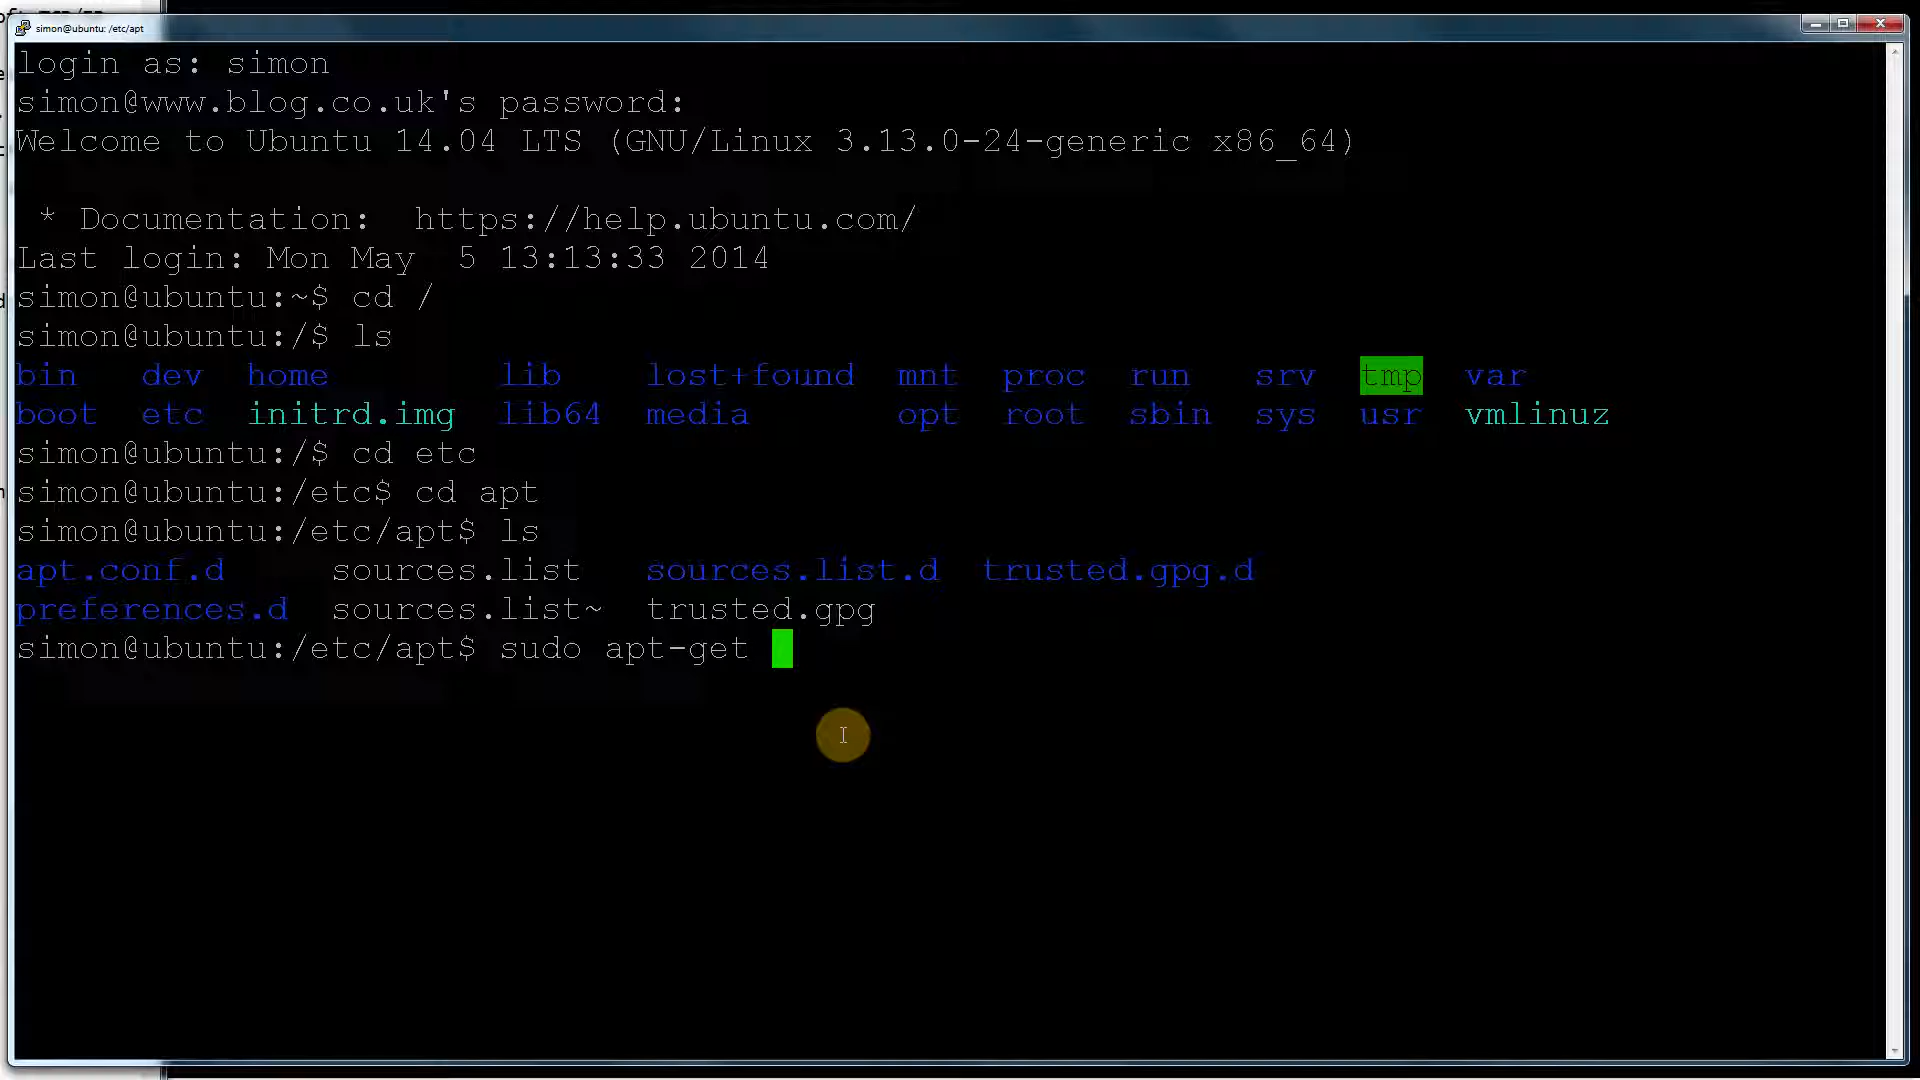 simon@ubuntu: /etc/apt
login as: simon
simon@www.blog.co.uk's password:
Welcome to Ubuntu 14.04 LTS (GNU/Linux 3.13.0-24-generic x86_64)
* Documentation:  https://help.ubuntu.com/
Last login: Mon May  5 13:13:33 2014
simon@ubuntu:~$ cd /
simon@ubuntu:/$ ls
bin   dev  home        lib    lost+found  mnt  proc  run   srv  tmp  var
boot  etc  initrd.img  lib64  media       opt  root  sbin  sys  usr  vmlinuz
simon@ubuntu:/$ cd etc
simon@ubuntu:/etc$ cd apt
simon@ubuntu:/etc/apt$ ls
apt.conf.d     sources.list   sources.list.d  trusted.gpg.d
preferences.d  sources.list~  trusted.gpg
simon@ubuntu:/etc/apt$ sudo apt-get